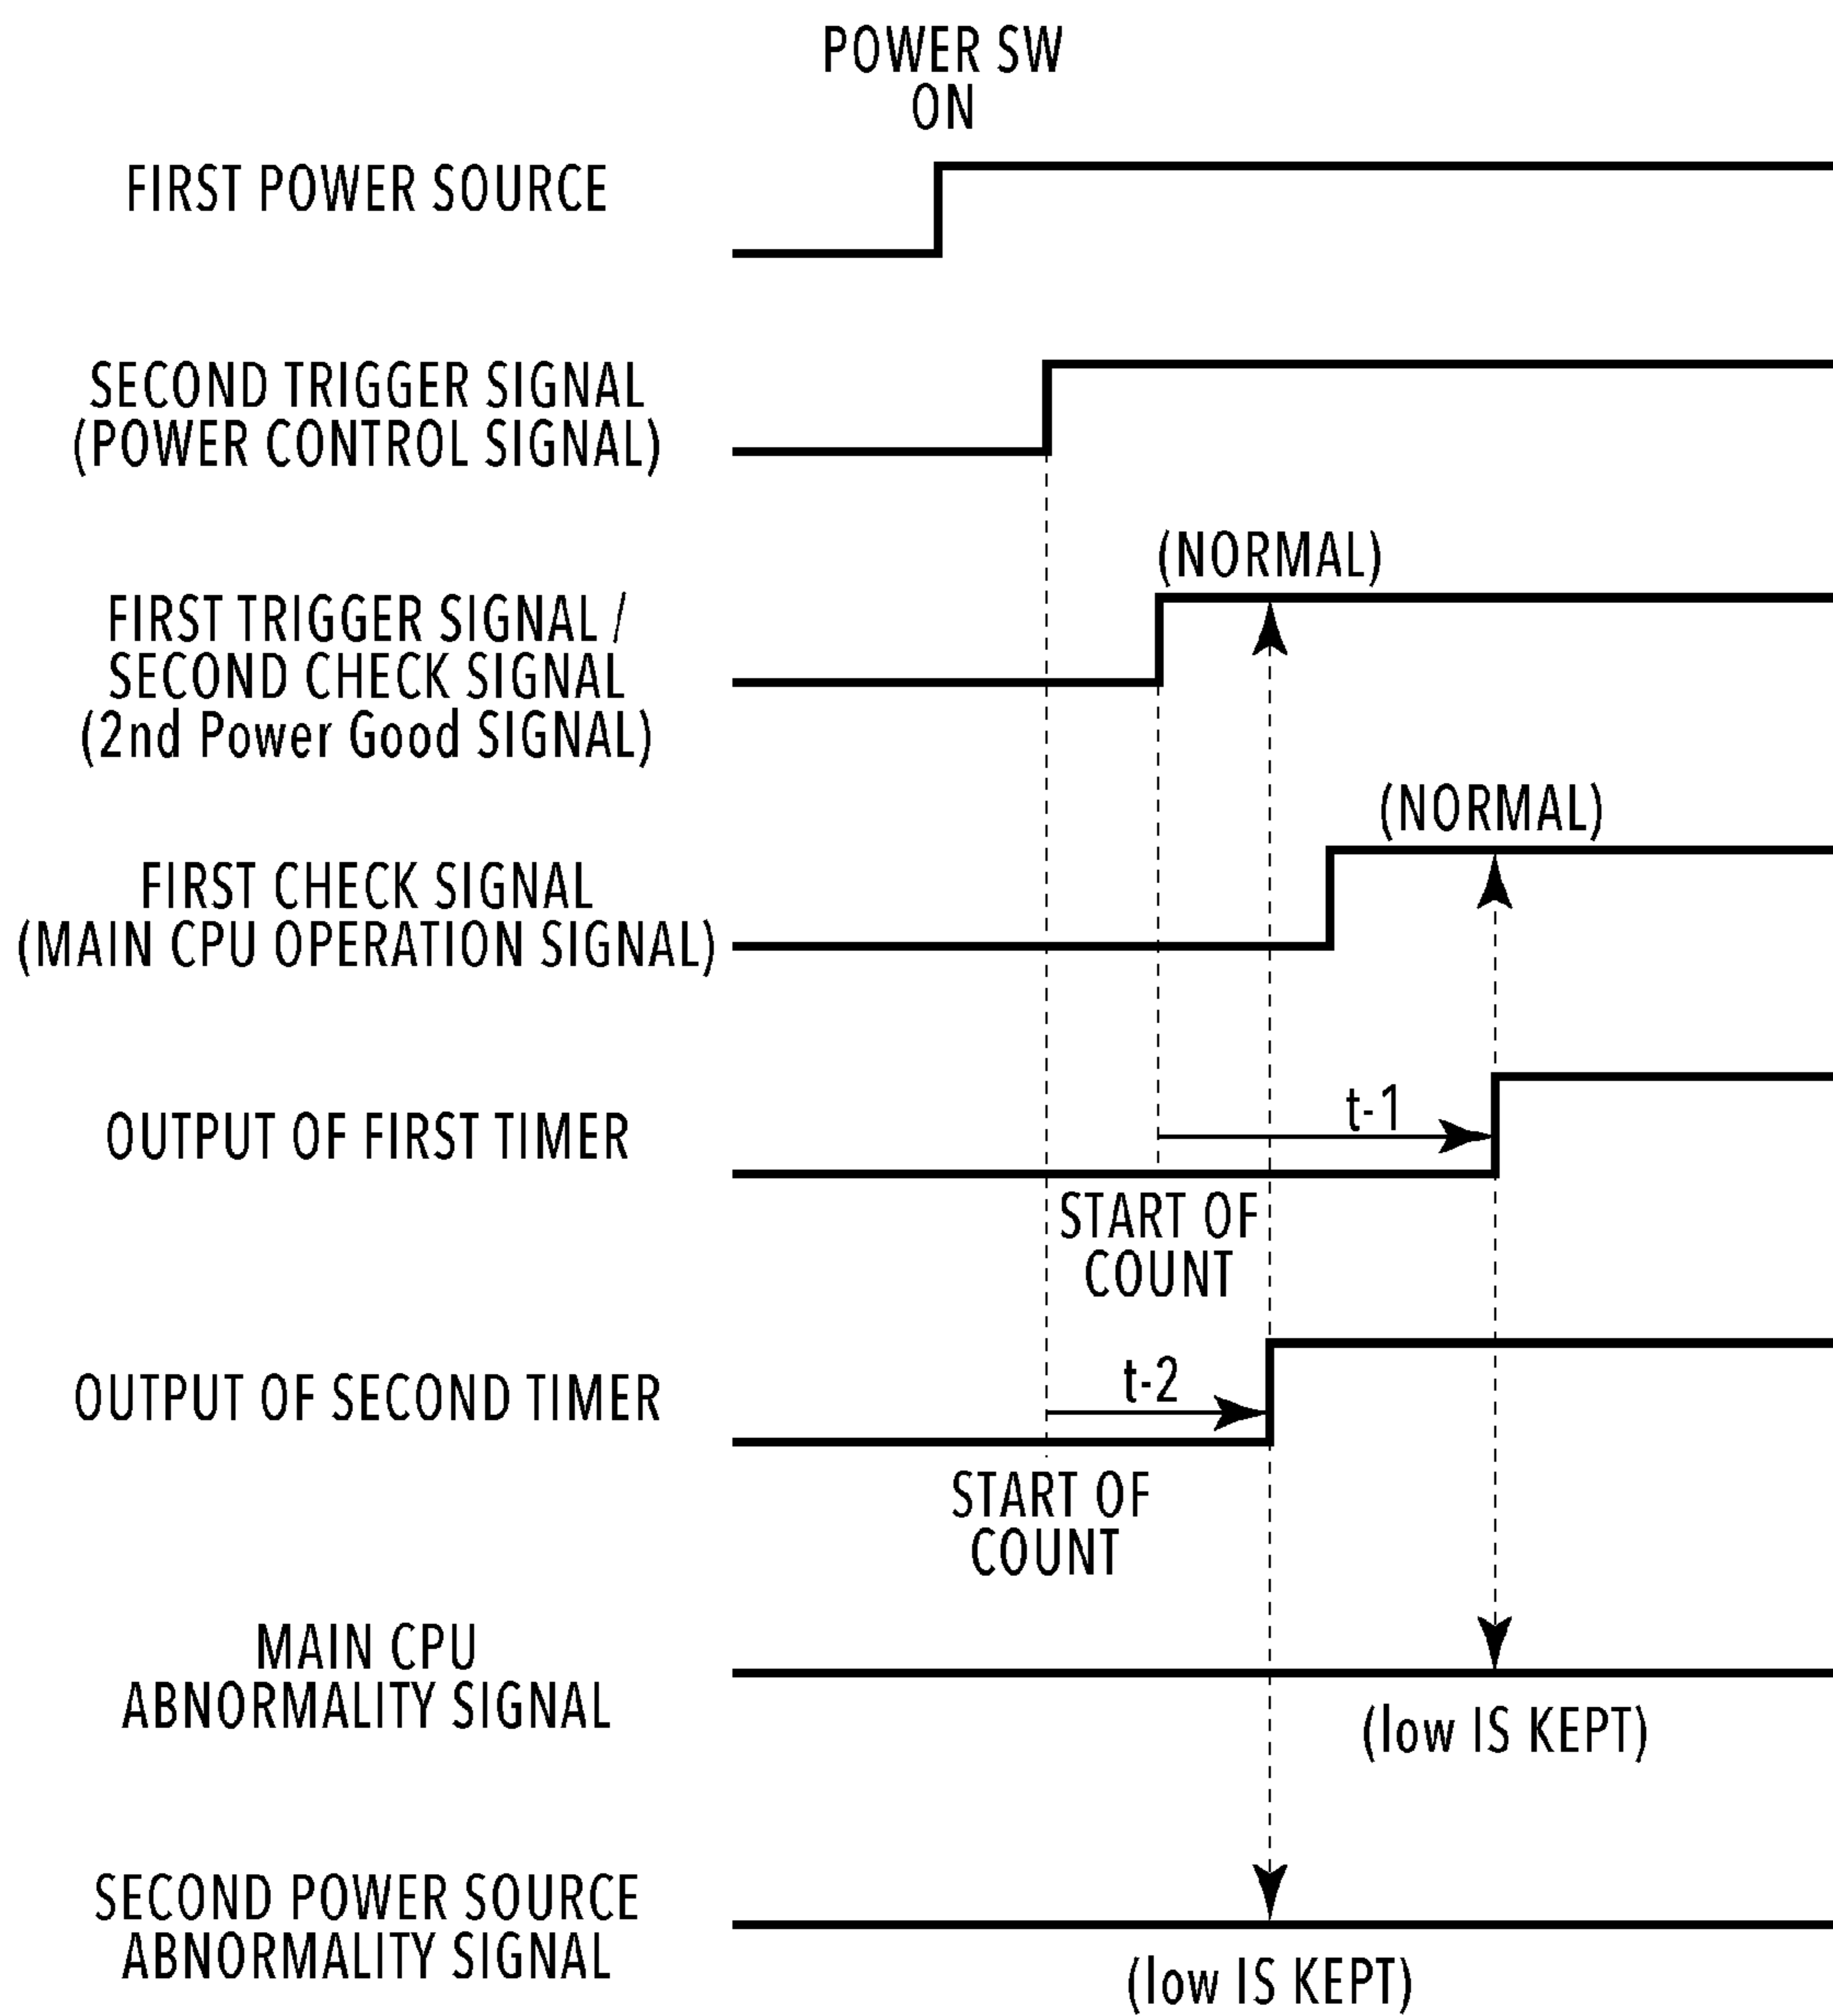 POWER SW
ON
FIRST POWER SOURCE
SECOND TRIGGER SIGNAL
(POWER CONTROL SIGNAL)
(NORMAL)
FIRST TRIGGER SIGNAL /
SECOND CHECK SIGNAL
(2nd Power Good SIGNAL)
(NORMAL)
FIRST CHECK SIGNAL
(MAIN CPU OPERATION SIGNAL)
t-1
OUTPUT OF FIRST TIMER
START OF
COUNT
t-2
OUTPUT OF SECOND TIMER
START OF
COUNT
MAIN CPU
ABNORMALITY SIGNAL
(low IS KEPT)
SECOND POWER SOURCE
ABNORMALITY SIGNAL
(low IS KEPT)